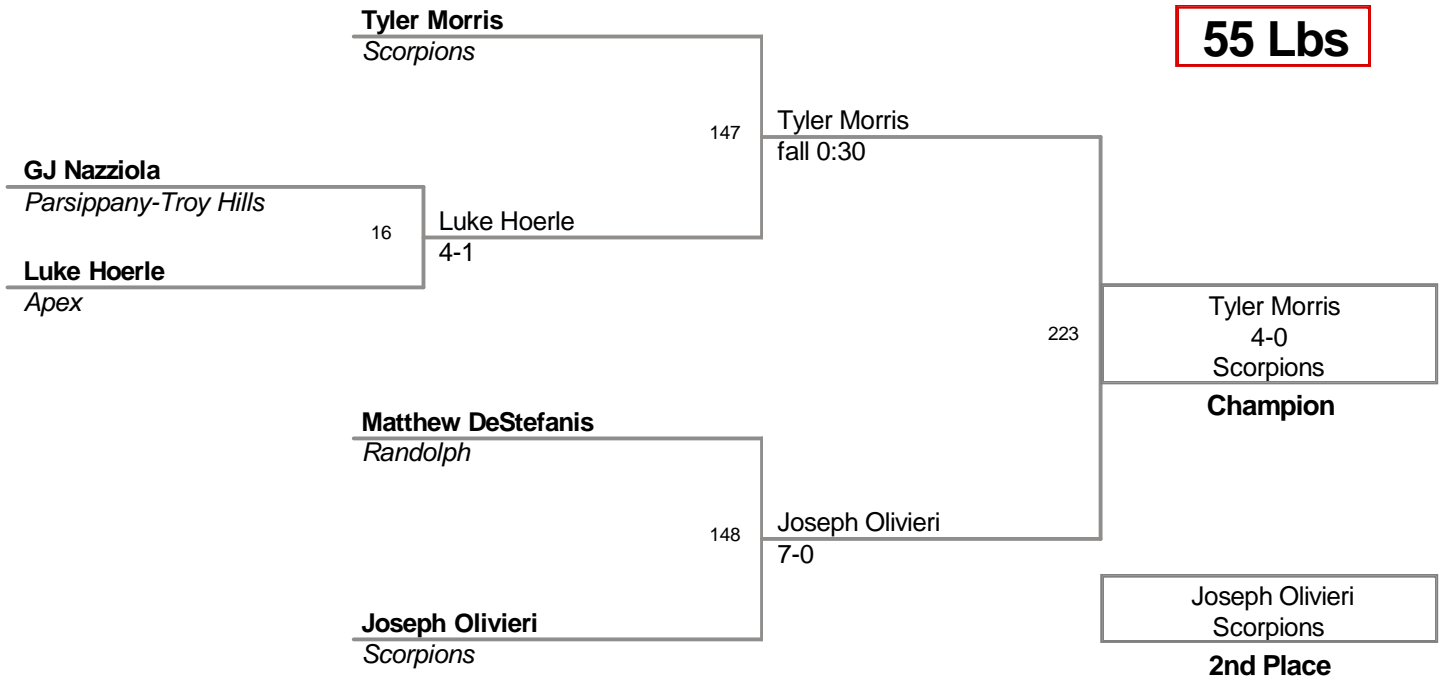 Tyler Morris
Scorpions
55 Lbs
147
Tyler Morris
fall 0:30
GJ Nazziola
Parsippany-Troy Hills
16
Luke Hoerle
4-1
Luke Hoerle
Apex
223
Tyler Morris
4-0
Scorpions
Champion
Matthew DeStefanis
Randolph
148
Joseph Olivieri
7-0
Joseph Olivieri
Scorpions
Joseph Olivieri
Scorpions
2nd Place